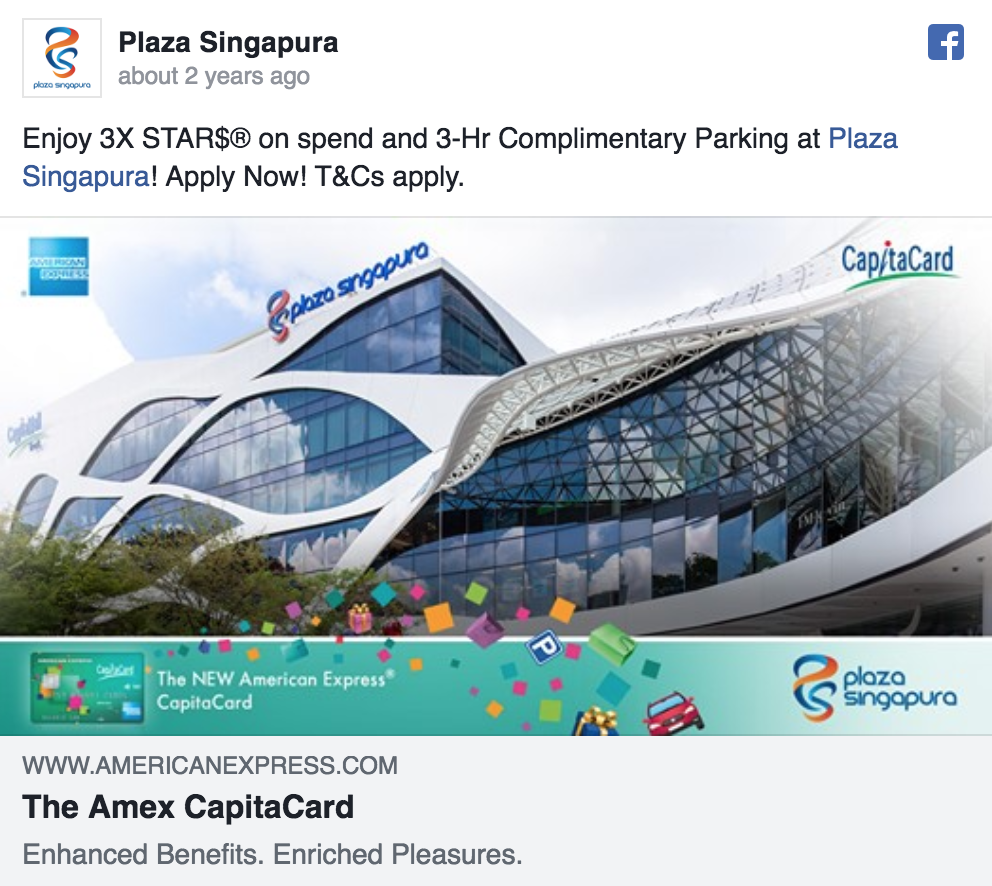 plaza singapura
Plaza Singapura
about 2 years ago
Enjoy 3X STAR$® on spend and 3-Hr Complimentary Parking at Plaza
Singapura! Apply Now! T&Cs apply.
AMERICAN
EXPRESS
®
plaza singapura
CapitaCard
CapitaCard
The NEW American Express®
CapitaCard
P
plaza
singapura
WWW.AMERICANEXPRESS.COM
The Amex CapitaCard
Enhanced Benefits. Enriched Pleasures.